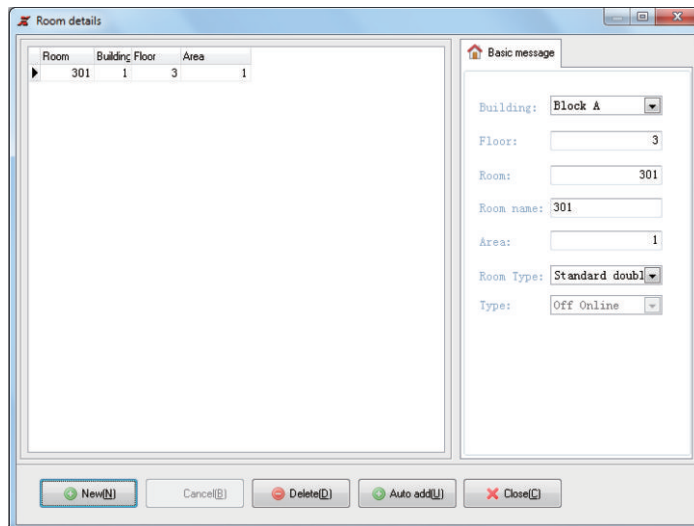 Room details
Room Building Floor Area
301 1 3 1
Basic message
Building: Block A
Floor: 3
Room: 301
Room name: 301
Area: 1
Room Type: Standard doubl
Type: Off Online
New(N) Cancel(B) Delete(D) Auto add(U) Close(C)